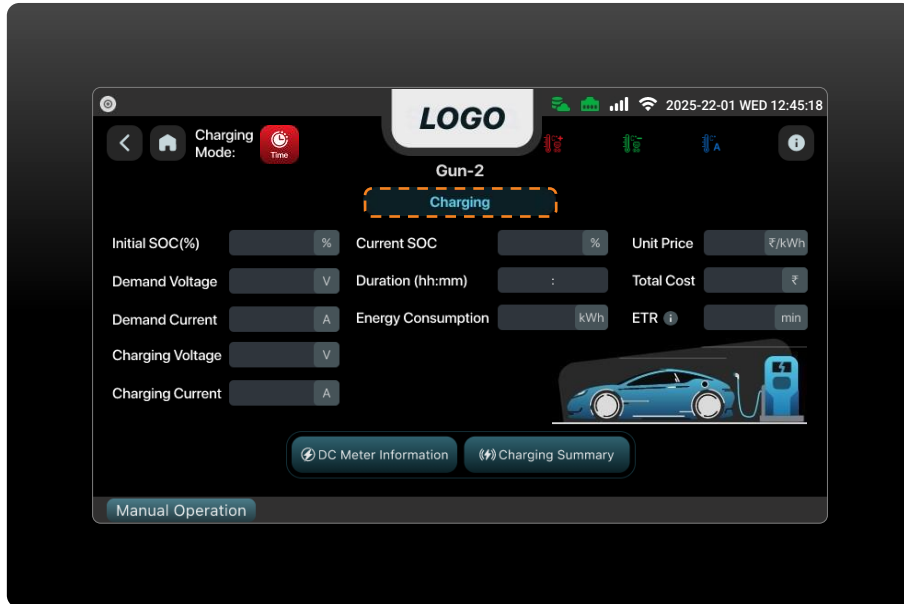 LOGO
2025-22-01 WED 12:45:18
Charging
Mode:
Time
A
Gun-2
Charging
Initial SOC(%) %
Current SOC %
Unit Price ₹/kWh
Demand Voltage V
Duration (hh:mm) :
Total Cost ₹
Demand Current A
Energy Consumption kWh
ETR i min
Charging Voltage V
Charging Current A
DC Meter Information
Charging Summary
Manual Operation